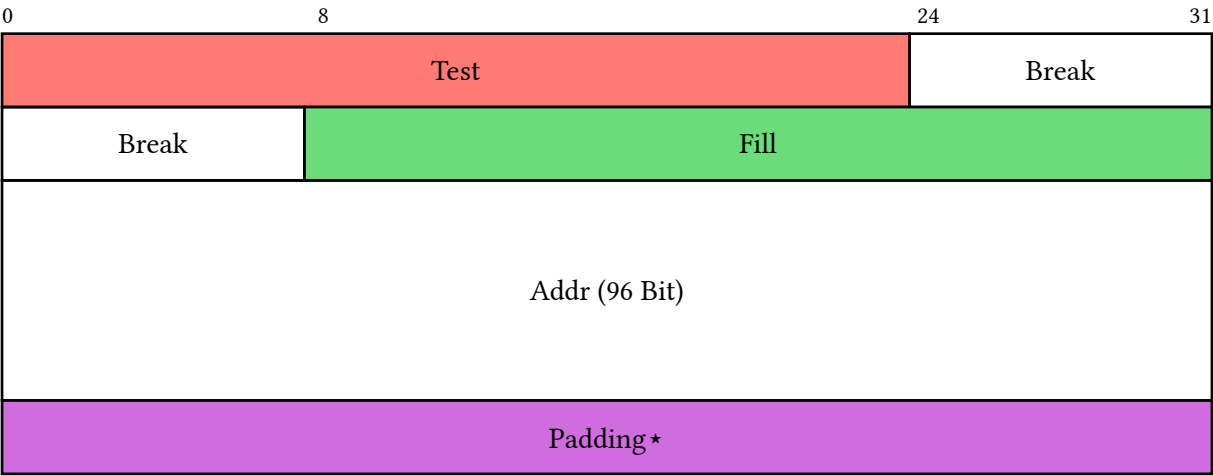 0 8 24 31
Test Break
Break Fill
Addr (96 Bit)
Padding⋆